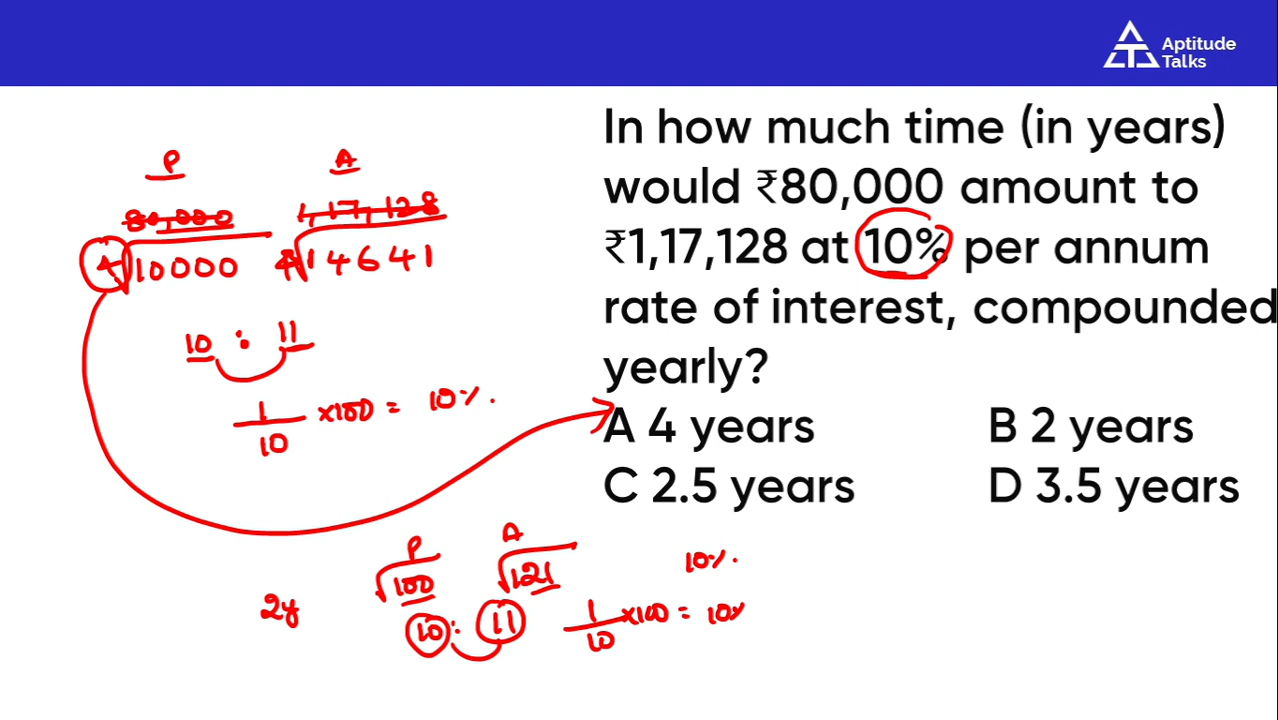 Aptitude
Talks
In how much time (in years)
would ₹80,000 amount to
₹1,17,128 at 10% per annum
rate of interest, compounded
yearly?
A 4 years
B 2 years
C 2.5 years
D 3.5 years
P A
80,000 1,17,128
4√10000 4√14641
10 : 11
1/10 ×100 = 10%.
P A
√100 √121 10%.
2y 10 : 11 1/10 ×100 = 10%